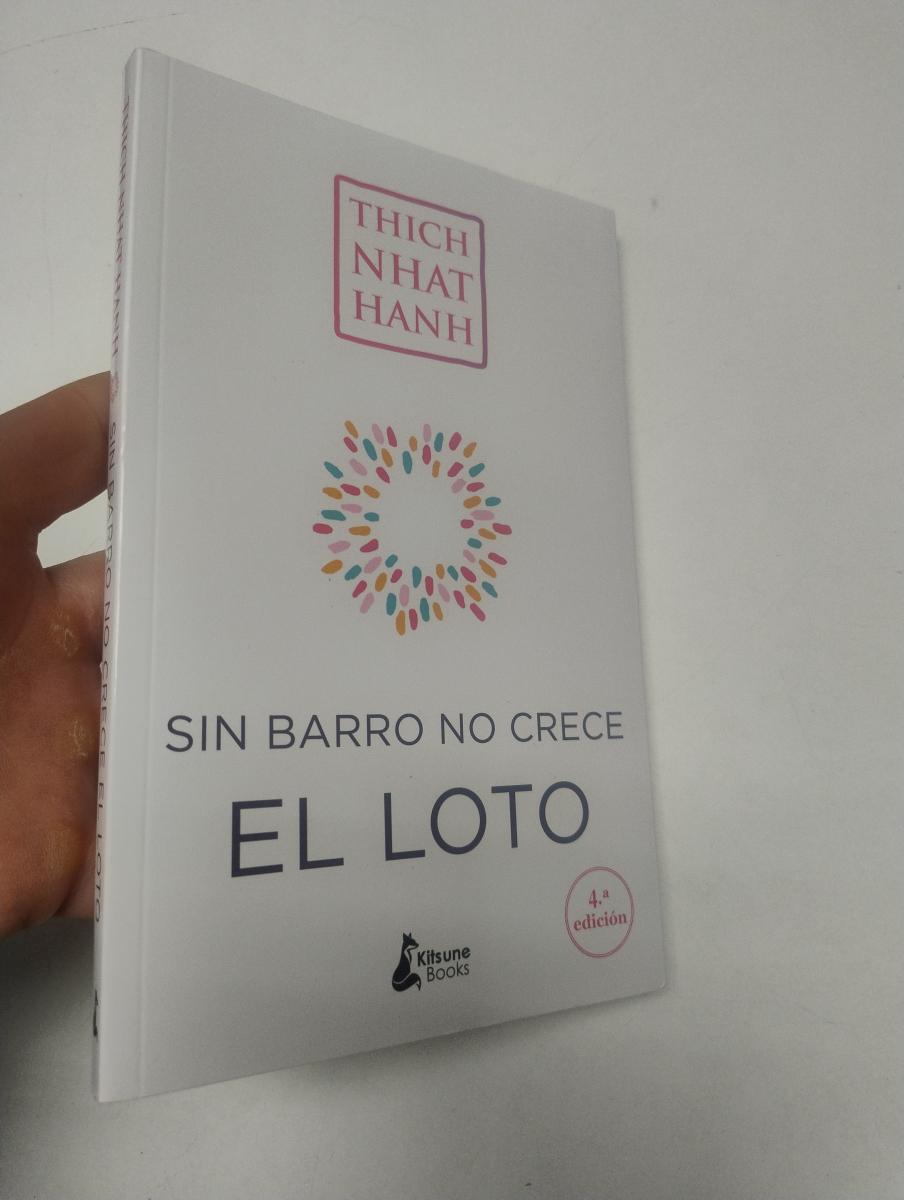 THICH
NHAT
HANH
SIN BARRO NO CRECE
EL LOTO
4.ª
edición
Kitsune
Books
THICH NHAT HANH SIN BARRO NO CRECE EL LOTO